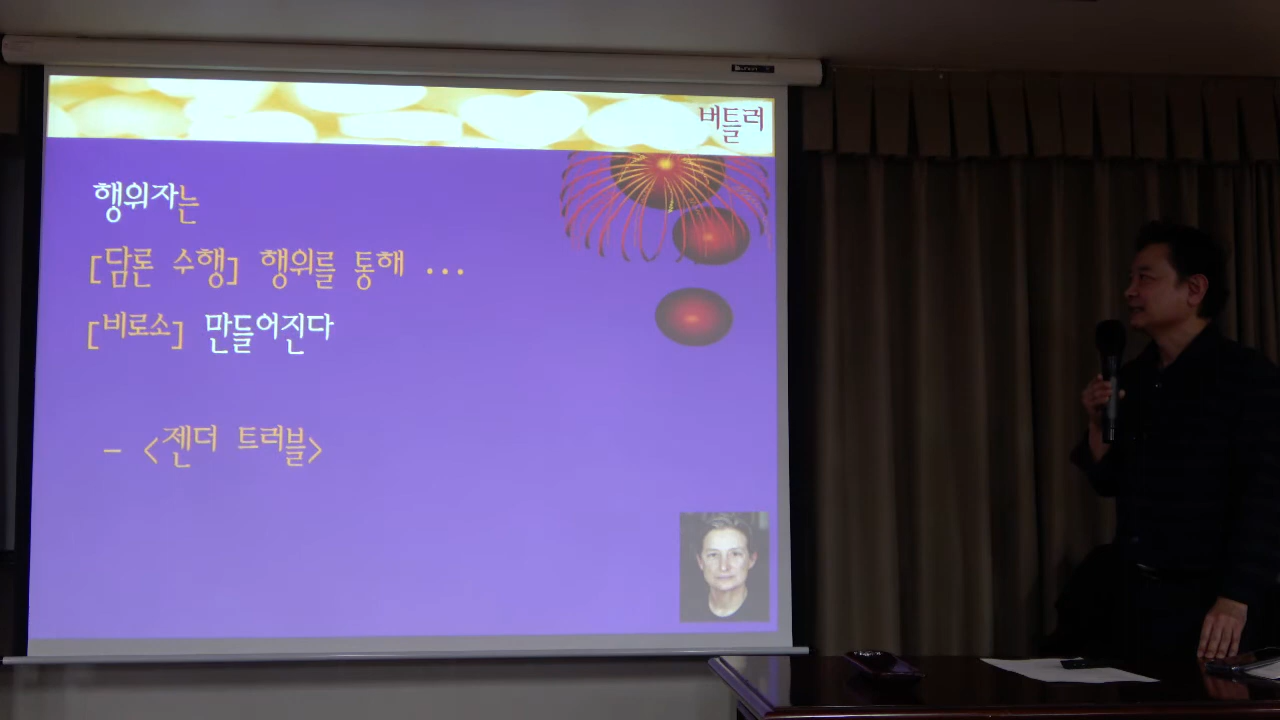 버틀러
행위자는
[담론 수행] 행위를 통해 ...
[비로소] 만들어진다
- <젠더 트러블>